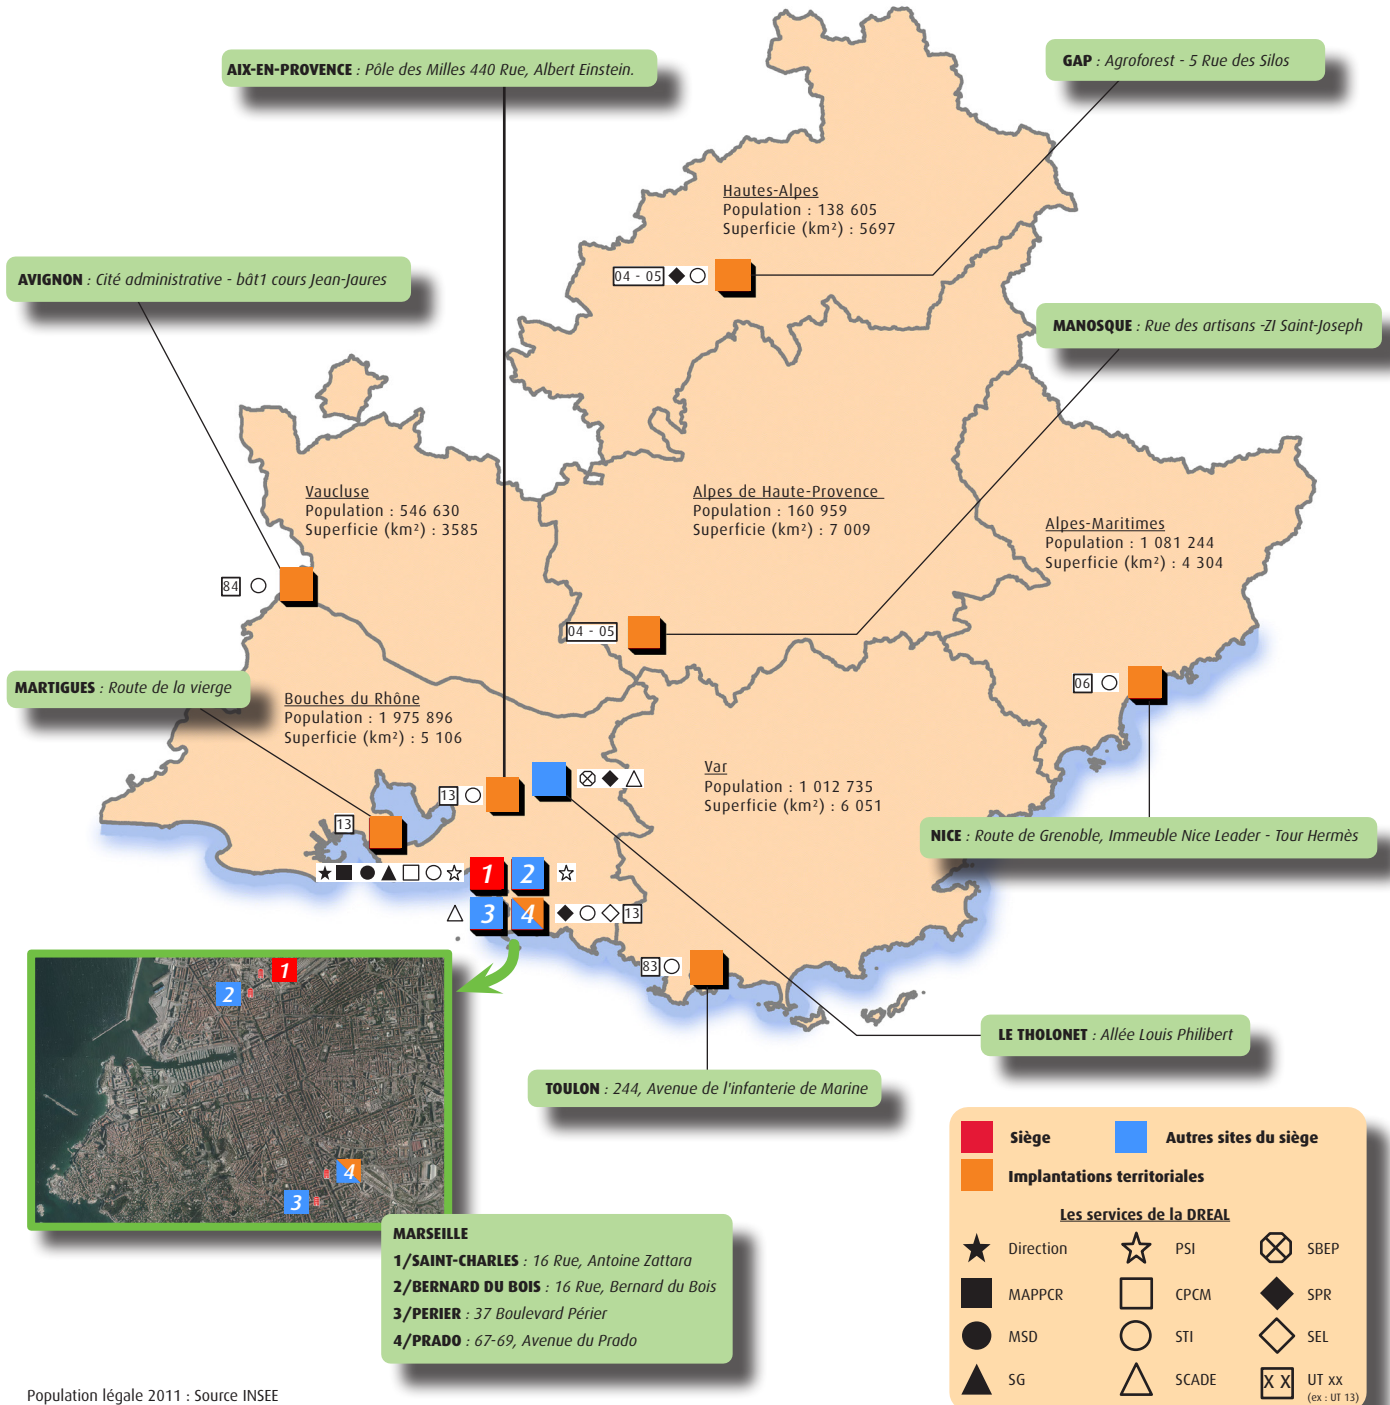 AIX-EN-PROVENCE : Pôle des Milles 440 Rue, Albert Einstein.
GAP : Agroforest - 5 Rue des Silos
Hautes-Alpes
Population : 138 605
Superficie (km²) : 5697
04 - 05
AVIGNON : Cité administrative - bât1 cours Jean-Jaures
MANOSQUE : Rue des artisans -ZI Saint-Joseph
Vaucluse
Population : 546 630
Superficie (km²) : 3585
Alpes de Haute-Provence
Population : 160 959
Superficie (km²) : 7 009
Alpes-Maritimes
Population : 1 081 244
Superficie (km²) : 4 304
84
04 - 05
MARTIGUES : Route de la vierge
Bouches du Rhône
Population : 1 975 896
Superficie (km²) : 5 106
06
Var
Population : 1 012 735
Superficie (km²) : 6 051
13
13
NICE : Route de Grenoble, Immeuble Nice Leader - Tour Hermès
1
2
3
4
13
83
1
2
4
3
LE THOLONET : Allée Louis Philibert
TOULON : 244, Avenue de l'infanterie de Marine
MARSEILLE
1/SAINT-CHARLES : 16 Rue, Antoine Zattara
2/BERNARD DU BOIS : 16 Rue, Bernard du Bois
3/PERIER : 37 Boulevard Périer
4/PRADO : 67-69, Avenue du Prado
Siège
Autres sites du siège
Implantations territoriales
Les services de la DREAL
Direction
PSI
SBEP
MAPPCR
CPCM
SPR
MSD
STI
SEL
SG
SCADE
X X
UT xx
(ex : UT 13)
Population légale 2011 : Source INSEE